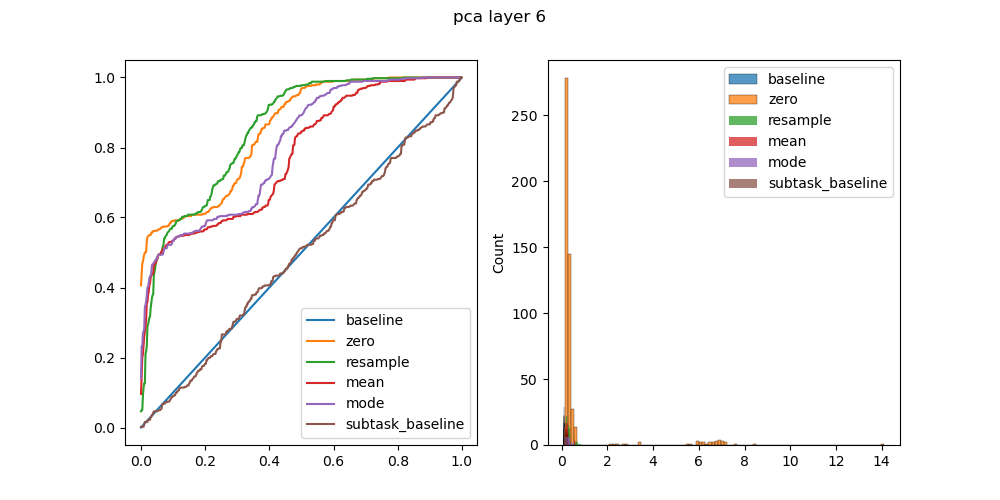 pca layer 6
1.0
0.8
0.6
0.4
0.2
0.0
0.0 0.2 0.4 0.6 0.8 1.0
baseline
zero
resample
mean
mode
subtask_baseline
Count
250
200
150
100
50
0
0 2 4 6 8 10 12 14
baseline
zero
resample
mean
mode
subtask_baseline